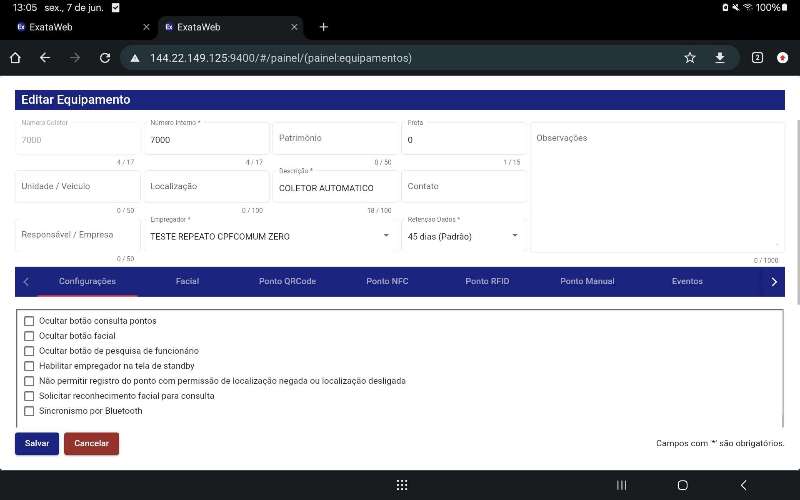 13:05 sex., 7 de jun. 100%
ExataWeb ExataWeb
144.22.149.125:9400/#/painel/(painel:equipamentos) 2
Editar Equipamento
Número Coletor Número Interno * Patrimônio Frota Observações
7000 7000 0
4 / 17 4 / 17 0 / 50 1 / 15
Unidade / Veículo Localização Descrição * Contato
COLETOR AUTOMATICO
0 / 50 0 / 100 18 / 100
Responsável / Empresa Empregador * Retenção Dados *
TESTE REPEATO CPFCOMUM ZERO 45 dias (Padrão)
0 / 50 0 / 1000
Configurações Facial Ponto QRCode Ponto NFC Ponto RFID Ponto Manual Eventos
Ocultar botão consulta pontos
Ocultar botão facial
Ocultar botão de pesquisa de funcionário
Habilitar empregador na tela de standby
Não permitir registro do ponto com permissão de localização negada ou localização desligada
Solicitar reconhecimento facial para consulta
Sincronismo por Bluetooth
Salvar Cancelar Campos com '*' são obrigatórios.